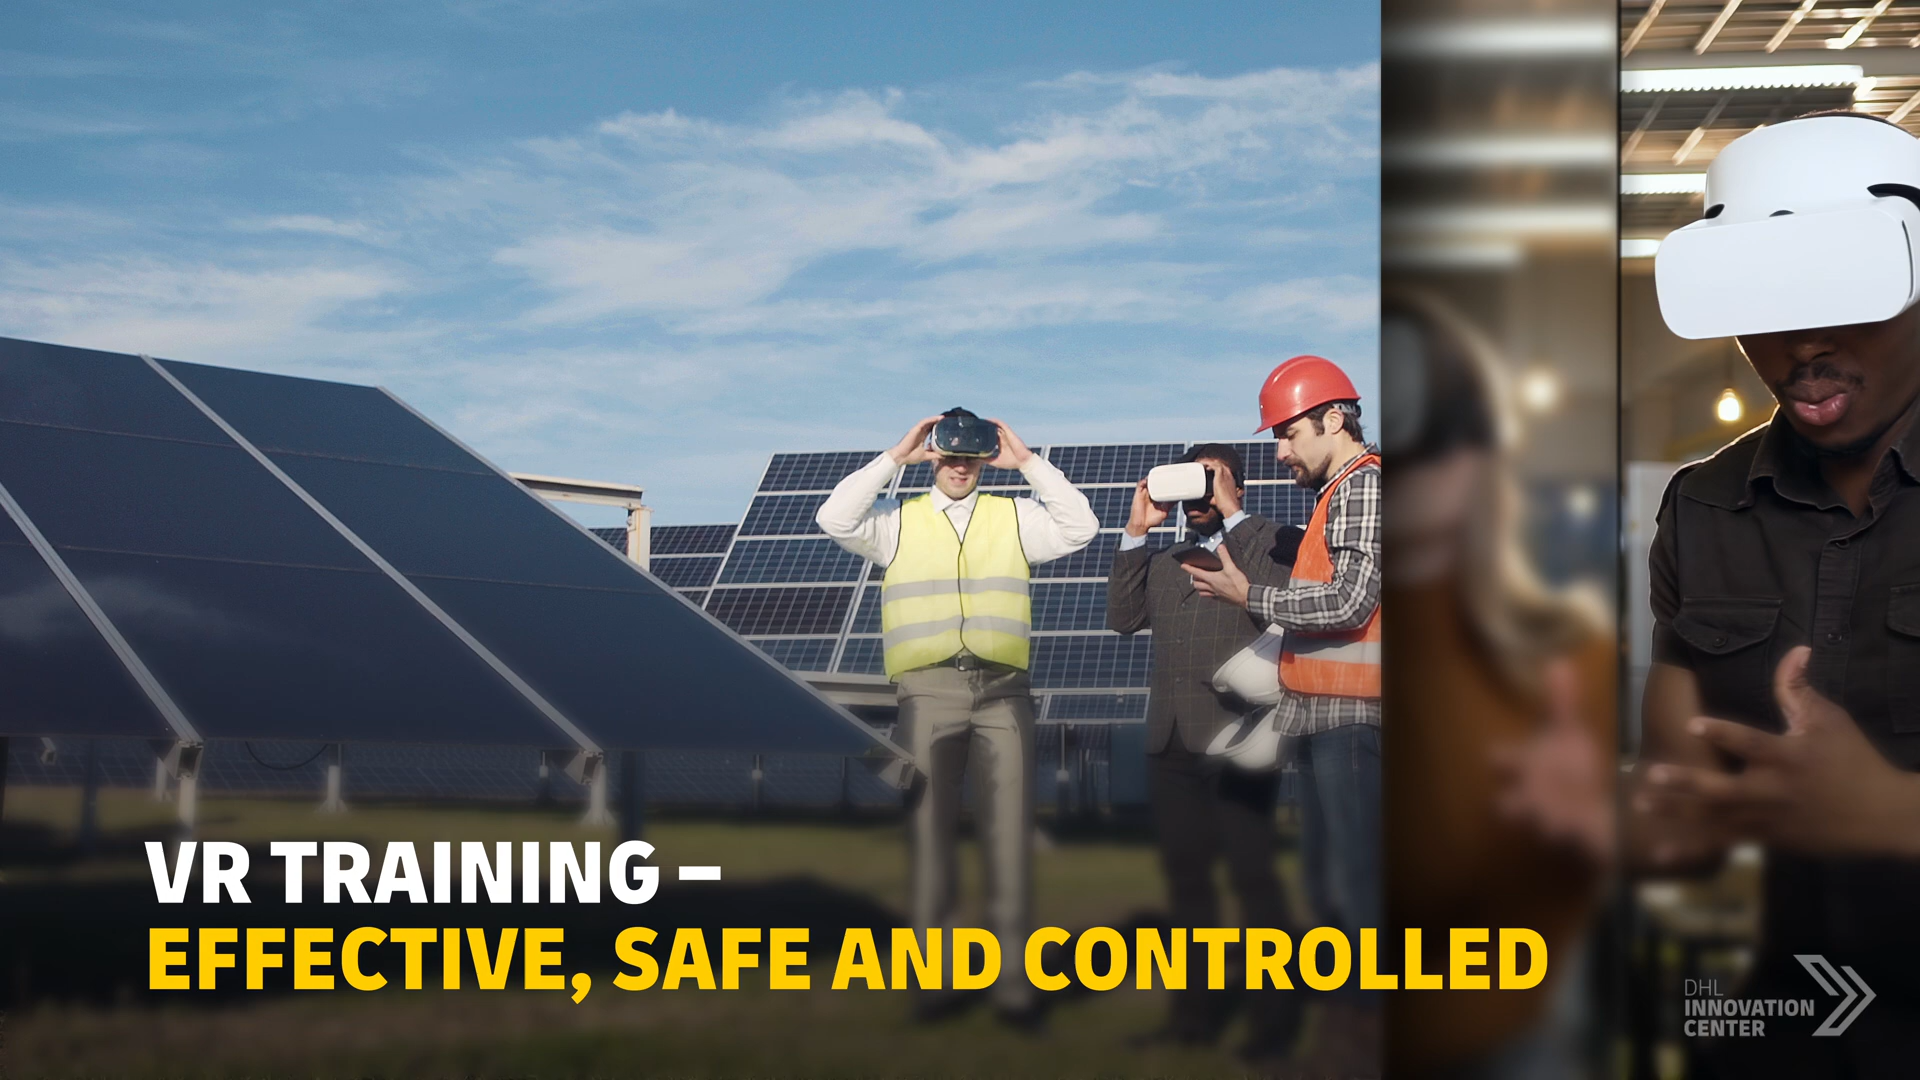 VR TRAINING –
EFFECTIVE, SAFE AND CONTROLLED
DHL
INNOVATION
CENTER